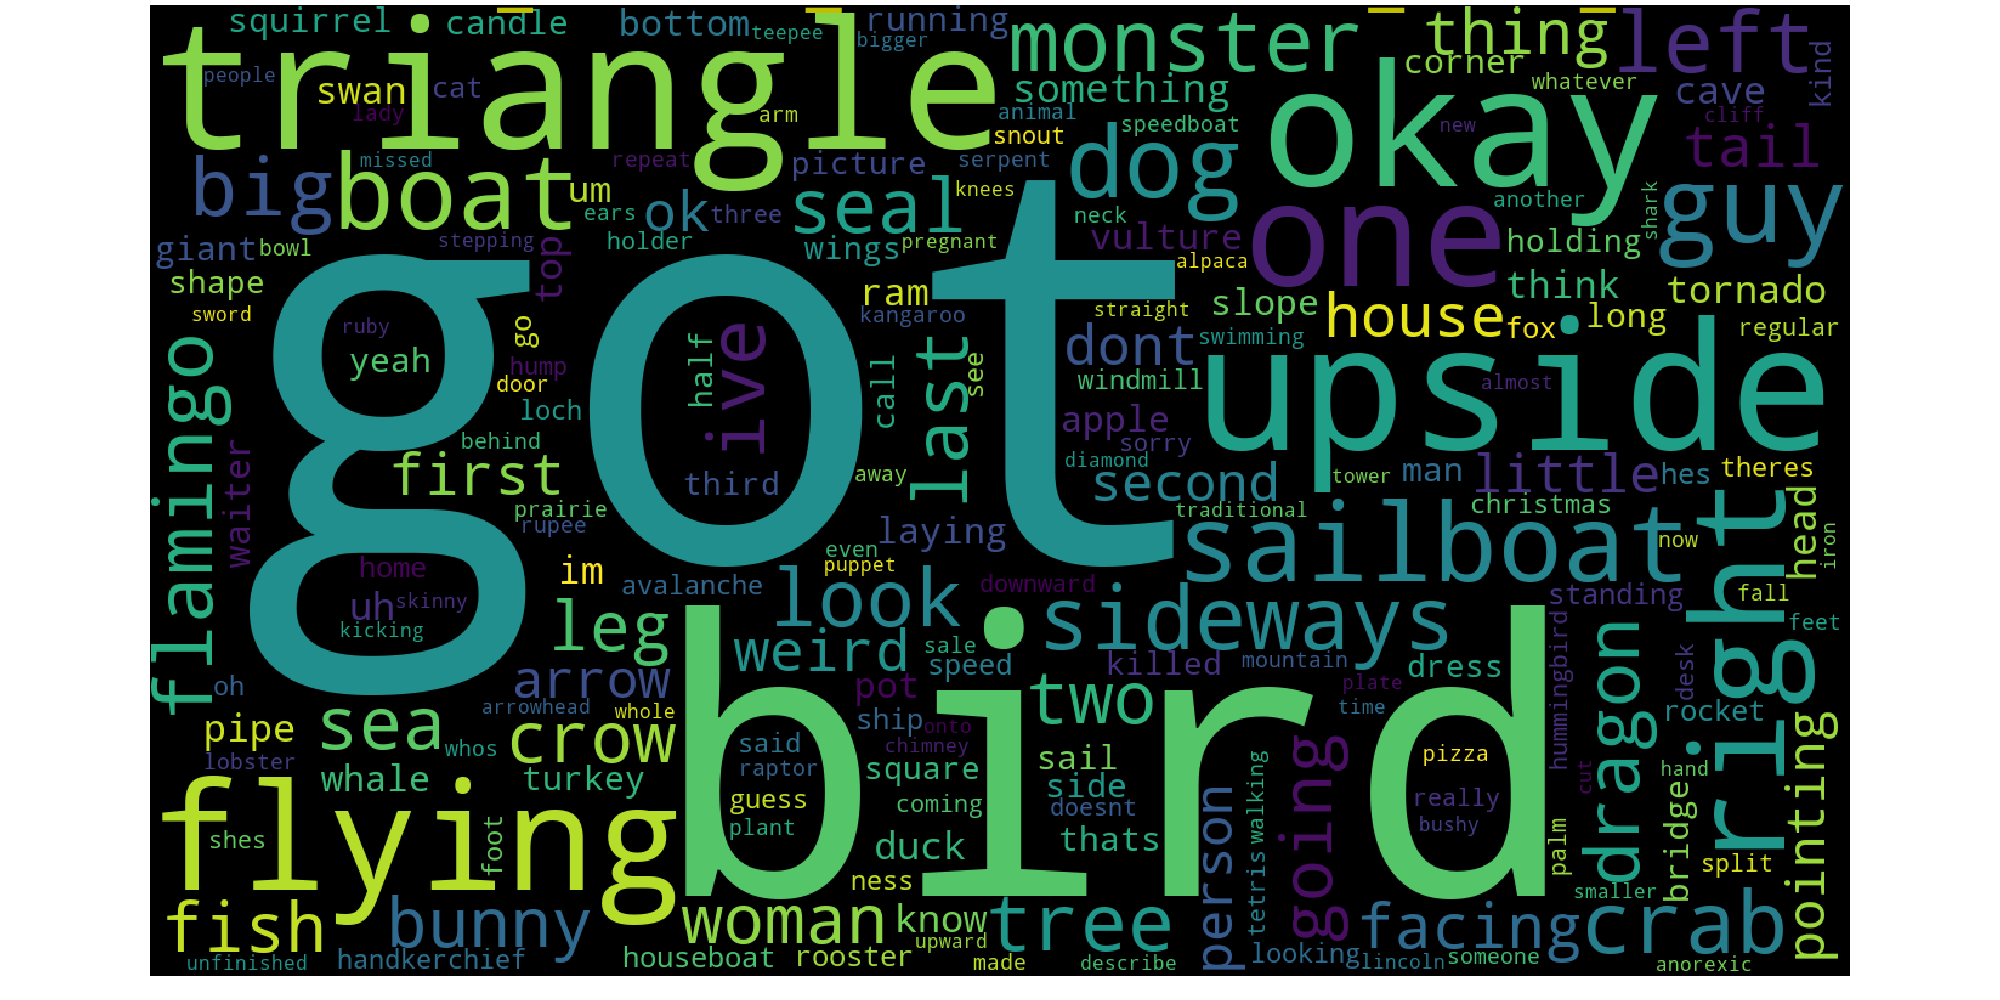 squirrel
candle
bottom
running
teepee
bigger
people
triangle
monster
thing
left
corner
whatever
kind
swan
cat
lady
arm
something
animal
snout
speedboat
okay
new
cave
cliff
tail
missed
boat
big
repeat
picture
serpent
dog
um
ears
ok
three
seal
knees
neck
one
another
shark
guy
giant
bowl
stepping
top
holder
wings
pregnant
vulture
alpaca
holding
shape
sword
ruby
yeah
go
hump
door
got
ram
kangaroo
straight
slope
think
tornado
house
fox
long
regular
half
ive
call
last
see
dont
swimming
windmill
upside
almost
flamingo
loch
behind
first
third
away
apple
sorry
diamond
second
tower
man
little
hes
theres
waiter
prairie
rupee
laying
traditional
christmas
sailboat
right
head
iron
now
home
uh
skinny
kicking
im
avalanche
even
puppet
look
downward
sideways
standing
fall
feet
leg
weird
sale
speed
killed
mountain
dress
hummingbird
dragon
desk
oh
arrow
arrowhead
whole
pot
ship
onto
two
plate
time
rocket
pointing
pipe
lobster
sea
whos
crow
bird
said
raptor
chimney
square
sail
pizza
whale
turkey
guess
plant
coming
side
doesnt
really
bushy
cut
hand
bridge
flying
shes
foot
duck
thats
person
tetris
walking
going
palm
smaller
split
ness
fish
bunny
woman
know
upward
tree
facing
crab
unfinished
handkerchief
houseboat
rooster
made
describe
looking
lincoln
someone
anorexic